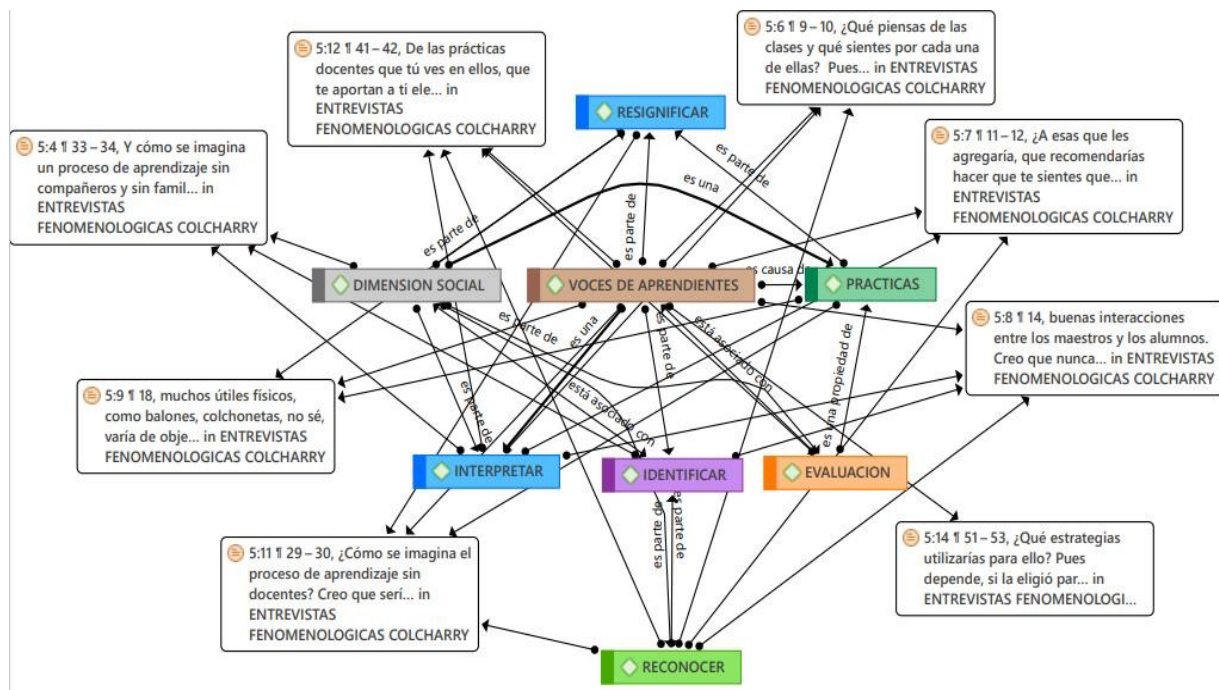 5:6 ¶ 9 – 10, ¿Qué piensas de las
clases y qué sientes por cada una
de ellas?  Pues... in ENTREVISTAS
FENOMENOLOGICAS COLCHARRY
5:12 ¶ 41 – 42, De las prácticas
docentes que tú ves en ellos, que
te aportan a ti ele... in
ENTREVISTAS
FENOMENOLOGICAS COLCHARRY
RESIGNIFICAR
5:4 ¶ 33 – 34, Y cómo se imagina
un proceso de aprendizaje sin
compañeros y sin famil... in
ENTREVISTAS
FENOMENOLOGICAS COLCHARRY
5:7 ¶ 11 – 12, ¿A esas que les
agregaría, que recomendarías
hacer que te sientes que... in
ENTREVISTAS
FENOMENOLOGICAS COLCHARRY
es parte de
es una
es parte de
es parte de
DIMENSION SOCIAL
VOCES DE APRENDIENTES
es causa de
PRACTICAS
5:8 ¶ 14, buenas interacciones
entre los maestros y los alumnos.
Creo que nunca... in ENTREVISTAS
FENOMENOLOGICAS COLCHARRY
es parte de
es una
es parte de
está asociado con
es una propiedad de
5:9 ¶ 18, muchos útiles físicos,
como balones, colchonetas, no sé,
varía de obje... in ENTREVISTAS
FENOMENOLOGICAS COLCHARRY
es parte de
está asociado con
INTERPRETAR
IDENTIFICAR
EVALUACION
es parte de
es parte de
5:11 ¶ 29 – 30, ¿Cómo se imagina el
proceso de aprendizaje sin
docentes? Creo que serí... in
ENTREVISTAS
FENOMENOLOGICAS COLCHARRY
5:14 ¶ 51 – 53, ¿Qué estrategias
utilizarías para ello? Pues
depende, si la eligió par... in
ENTREVISTAS FENOMENOLOGI...
RECONOCER